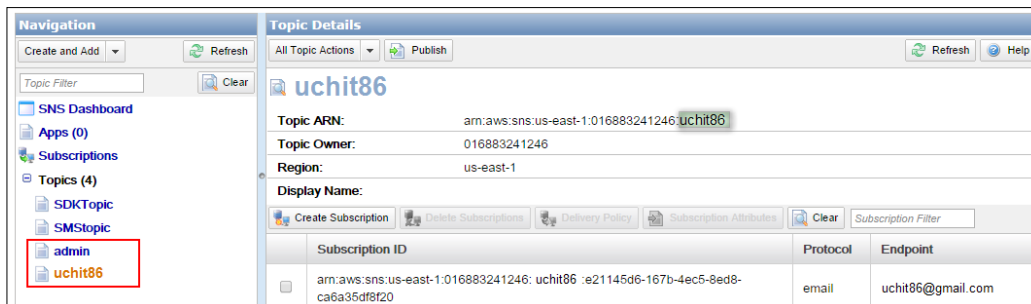 Navigation
Create and Add
Refresh
Topic Filter
Clear
SNS Dashboard
Apps (0)
Subscriptions
Topics (4)
SDKTopic
SMStopic
admin
uchit86
Topic Details
All Topic Actions
Publish
Refresh
Help
uchit86
Topic ARN: arn:aws:sns:us-east-1:016883241246:uchit86
Topic Owner: 016883241246
Region: us-east-1
Display Name:
Create Subscription Delete Subscriptions Delivery Policy Subscription Attributes Clear Subscription Filter
Subscription ID Protocol Endpoint
arn:aws:sns:us-east-1:016883241246: uchit86 :e21145d6-167b-4ec5-8ed8-
ca6a35df8f20
email uchit86@gmail.com